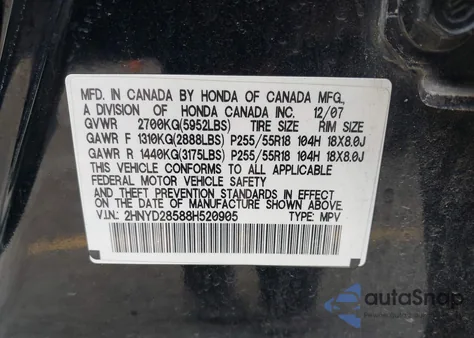 MFD. IN CANADA BY HONDA OF CANADA MFG.,
A DIVISION OF HONDA CANADA INC. 12/07
GVWR 2700KG(5952LBS) TIRE SIZE RIM SIZE
GAWR F 1310KG(2888LBS) P255/55R18 104H 18X8.0J
GAWR R 1440KG(3175LBS) P255/55R18 104H 18X8.0J
THIS VEHICLE CONFORMS TO ALL APPLICABLE
FEDERAL MOTOR VEHICLE SAFETY
AND THEFT PREVENTION STANDARDS IN EFFECT
ON THE DATE OF MANUFACTURE SHOWN ABOVE.
V.I.N: 2HNYD28588H520905 TYPE: MPV
autoSnap